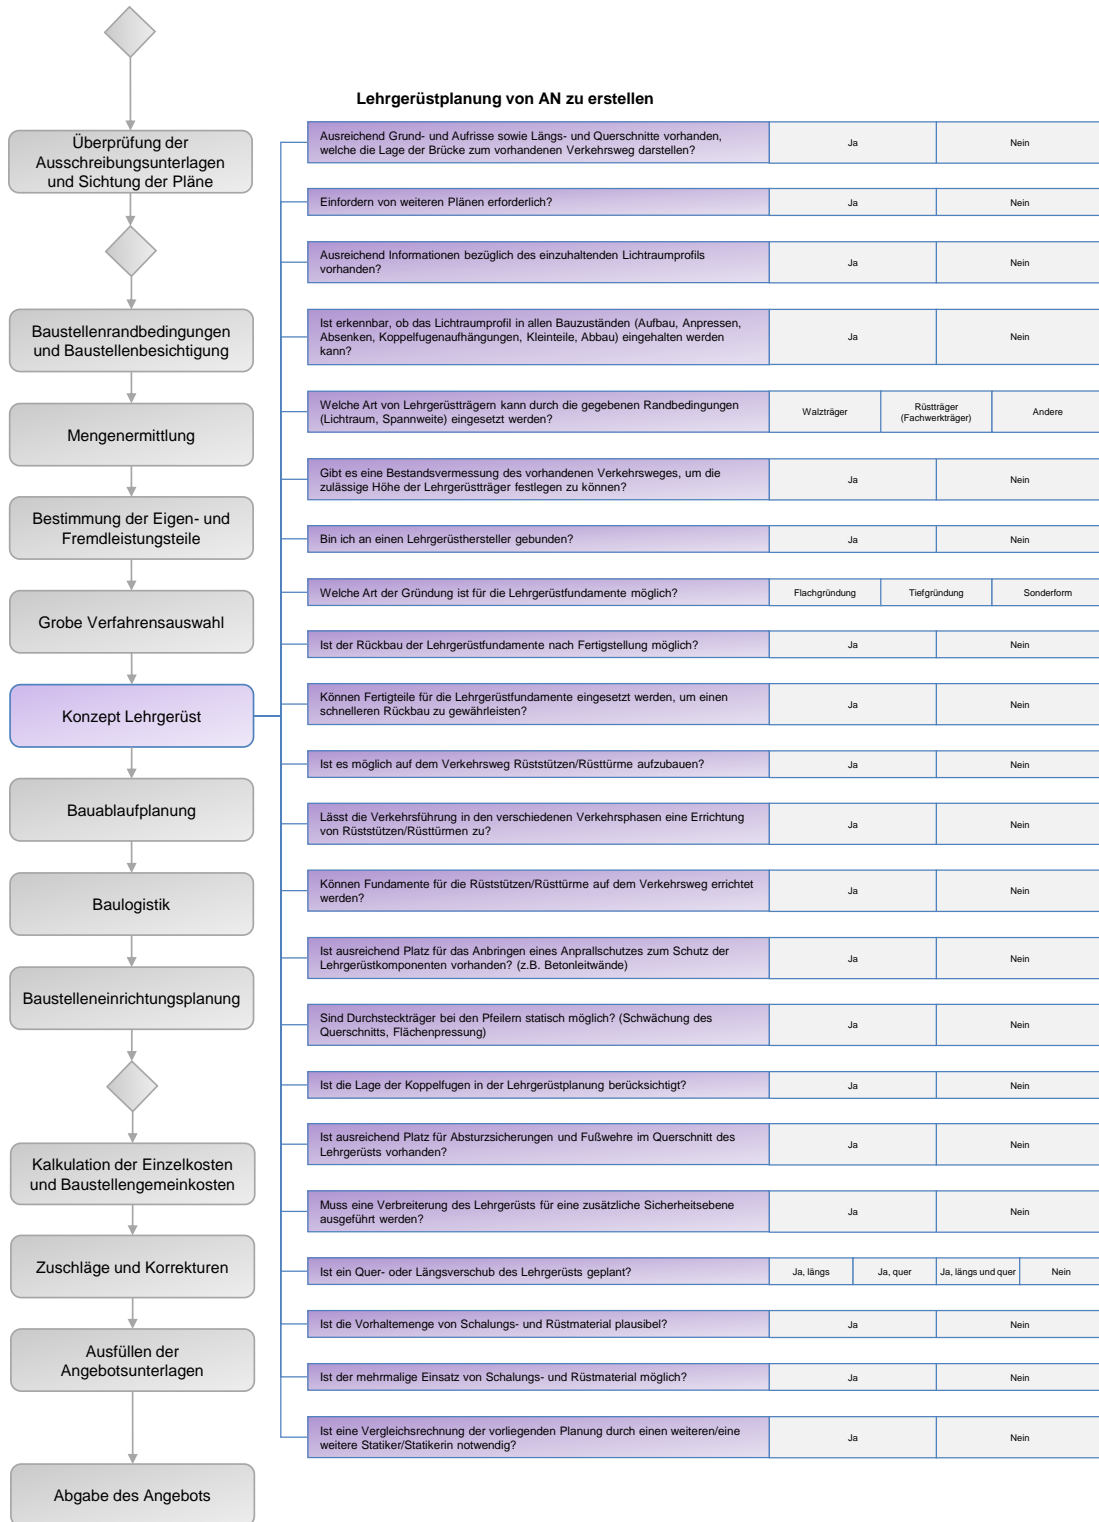 Lehrgerüstplanung von AN zu erstellen
Überprüfung der
Ausschreibungsunterlagen
und Sichtung der Pläne
Baustellenrandbedingungen
und Baustellenbesichtigung
Mengenermittlung
Bestimmung der Eigen- und
Fremdleistungsteile
Grobe Verfahrensauswahl
Konzept Lehrgerüst
Bauablaufplanung
Baulogistik
Baustelleneinrichtungsplanung
Kalkulation der Einzelkosten
und Baustellengemeinkosten
Zuschläge und Korrekturen
Ausfüllen der
Angebotsunterlagen
Abgabe des Angebots
Ausreichend Grund- und Aufrisse sowie Längs- und Querschnitte vorhanden,
welche die Lage der Brücke zum vorhandenen Verkehrsweg darstellen?
Ja
Nein
Einfordern von weiteren Plänen erforderlich?
Ja
Nein
Ausreichend Informationen bezüglich des einzuhaltenden Lichtraumprofils
vorhanden?
Ja
Nein
Ist erkennbar, ob das Lichtraumprofil in allen Bauzuständen (Aufbau, Anpressen,
Absenken, Koppelfugenaufhängungen, Kleinteile, Abbau) eingehalten werden
kann?
Ja
Nein
Welche Art von Lehrgerüstträgern kann durch die gegebenen Randbedingungen
(Lichtraum, Spannweite) eingesetzt werden?
Walzträger
Rüstträger
(Fachwerkträger)
Andere
Gibt es eine Bestandsvermessung des vorhandenen Verkehrsweges, um die
zulässige Höhe der Lehrgerüstträger festlegen zu können?
Ja
Nein
Bin ich an einen Lehrgerüsthersteller gebunden?
Ja
Nein
Welche Art der Gründung ist für die Lehrgerüstfundamente möglich?
Flachgründung
Tiefgründung
Sonderform
Ist der Rückbau der Lehrgerüstfundamente nach Fertigstellung möglich?
Ja
Nein
Können Fertigteile für die Lehrgerüstfundamente eingesetzt werden, um einen
schnelleren Rückbau zu gewährleisten?
Ja
Nein
Ist es möglich auf dem Verkehrsweg Rüststützen/Rüsttürme aufzubauen?
Ja
Nein
Lässt die Verkehrsführung in den verschiedenen Verkehrsphasen eine Errichtung
von Rüststützen/Rüsttürmen zu?
Ja
Nein
Können Fundamente für die Rüststützen/Rüsttürme auf dem Verkehrsweg errichtet
werden?
Ja
Nein
Ist ausreichend Platz für das Anbringen eines Anprallschutzes zum Schutz der
Lehrgerüstkomponenten vorhanden? (z.B. Betonleitwände)
Ja
Nein
Sind Durchsteckträger bei den Pfeilern statisch möglich? (Schwächung des
Querschnitts, Flächenpressung)
Ja
Nein
Ist die Lage der Koppelfugen in der Lehrgerüstplanung berücksichtigt?
Ja
Nein
Ist ausreichend Platz für Absturzsicherungen und Fußwehre im Querschnitt des
Lehrgerüsts vorhanden?
Ja
Nein
Muss eine Verbreiterung des Lehrgerüsts für eine zusätzliche Sicherheitsebene
ausgeführt werden?
Ja
Nein
Ist ein Quer- oder Längsverschub des Lehrgerüsts geplant?
Ja, längs
Ja, quer
Ja, längs und quer
Nein
Ist die Vorhaltemenge von Schalungs- und Rüstmaterial plausibel?
Ja
Nein
Ist der mehrmalige Einsatz von Schalungs- und Rüstmaterial möglich?
Ja
Nein
Ist eine Vergleichsrechnung der vorliegenden Planung durch einen weiteren/eine
weitere Statiker/Statikerin notwendig?
Ja
Nein